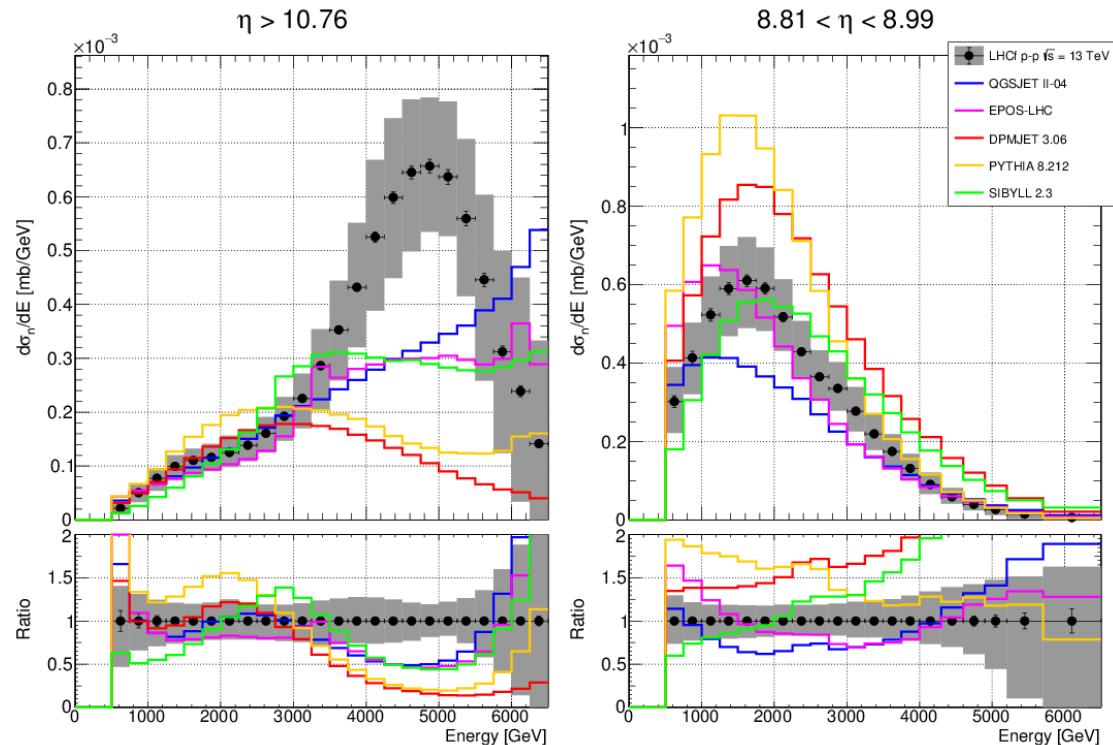 η > 10.76
8.81 < η < 8.99
×10⁻³
×10⁻³
LHCf p-p √s = 13 TeV
QGSJET II-04
EPOS-LHC
DPMJET 3.06
PYTHIA 8.212
SIBYLL 2.3
dσₙ/dE [mb/GeV]
0.8
0.7
0.6
0.5
0.4
0.3
0.2
0.1
0
dσₙ/dE [mb/GeV]
1
0.8
0.6
0.4
0.2
0
Ratio
2
1.5
1
0.5
0
0 1000 2000 3000 4000 5000 6000
Energy [GeV]
Ratio
2
1.5
1
0.5
0
0 1000 2000 3000 4000 5000 6000
Energy [GeV]